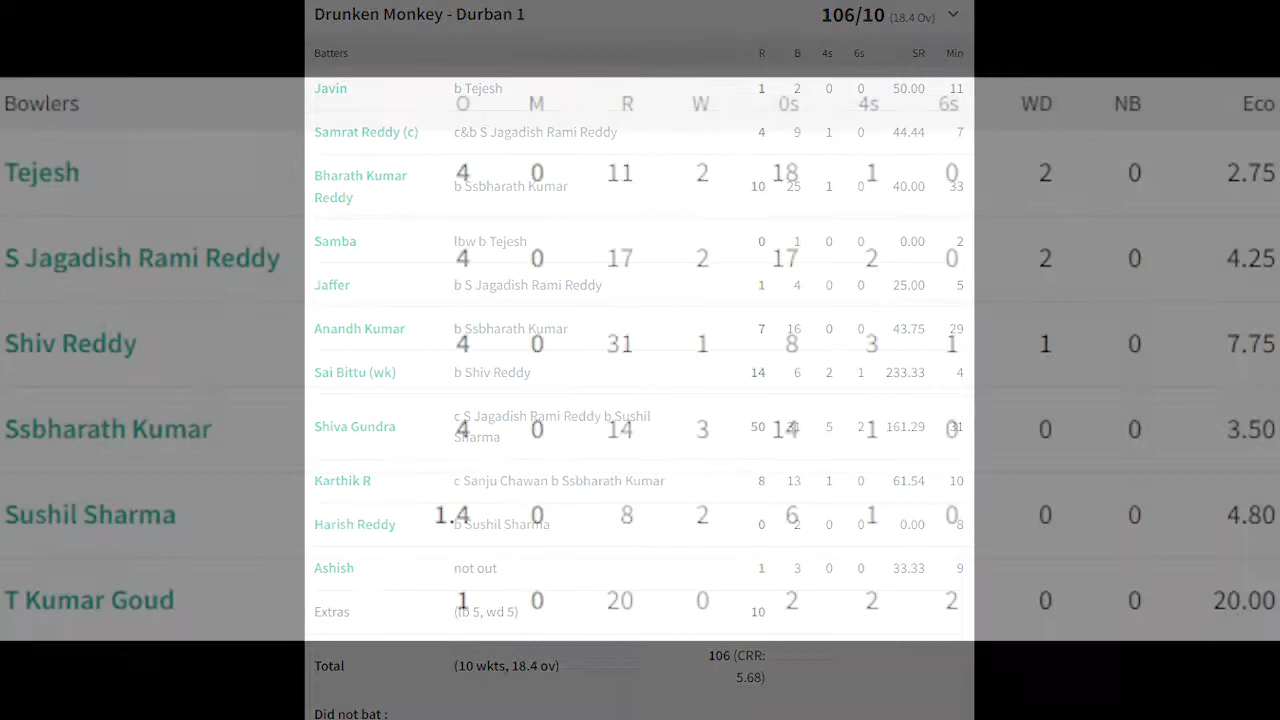 Drunken Monkey - Durban 1 106/10 (18.4 Ov)
Batters R B 4s 6s SR Min
Javin b Tejesh 1 2 0 0 50.00 11
Samrat Reddy (c) c&b S Jagadish Rami Reddy 4 9 1 0 44.44 7
Bharath Kumar
Reddy b Ssbharath Kumar 10 25 1 0 40.00 33
Samba lbw b Tejesh 0 1 0 0 0.00 2
Jaffer b S Jagadish Rami Reddy 1 4 0 0 25.00 5
Anandh Kumar b Ssbharath Kumar 7 16 0 0 43.75 29
Sai Bittu (wk) b Shiv Reddy 14 6 2 1 233.33 4
Shiva Gundra c S Jagadish Rami Reddy b Sushil
Sharma 50 31 5 2 161.29 31
Karthik R c Sanju Chawan b Ssbharath Kumar 8 13 1 0 61.54 10
Harish Reddy b Sushil Sharma 0 2 0 0 0.00 8
Ashish not out 1 3 0 0 33.33 9
Extras (lb 5, wd 5) 10
Total (10 wkts, 18.4 ov) 106 (CRR:
5.68)
Did not bat :
Bowlers O M R W 0s 4s 6s WD NB Eco
Tejesh 4 0 11 2 18 1 0 2 0 2.75
S Jagadish Rami Reddy 4 0 17 2 17 2 0 2 0 4.25
Shiv Reddy 4 0 31 1 8 3 1 1 0 7.75
Ssbharath Kumar 4 0 14 3 14 1 0 0 0 3.50
Sushil Sharma 1.4 0 8 2 6 1 0 0 0 4.80
T Kumar Goud 1 0 20 0 2 2 2 0 0 20.00